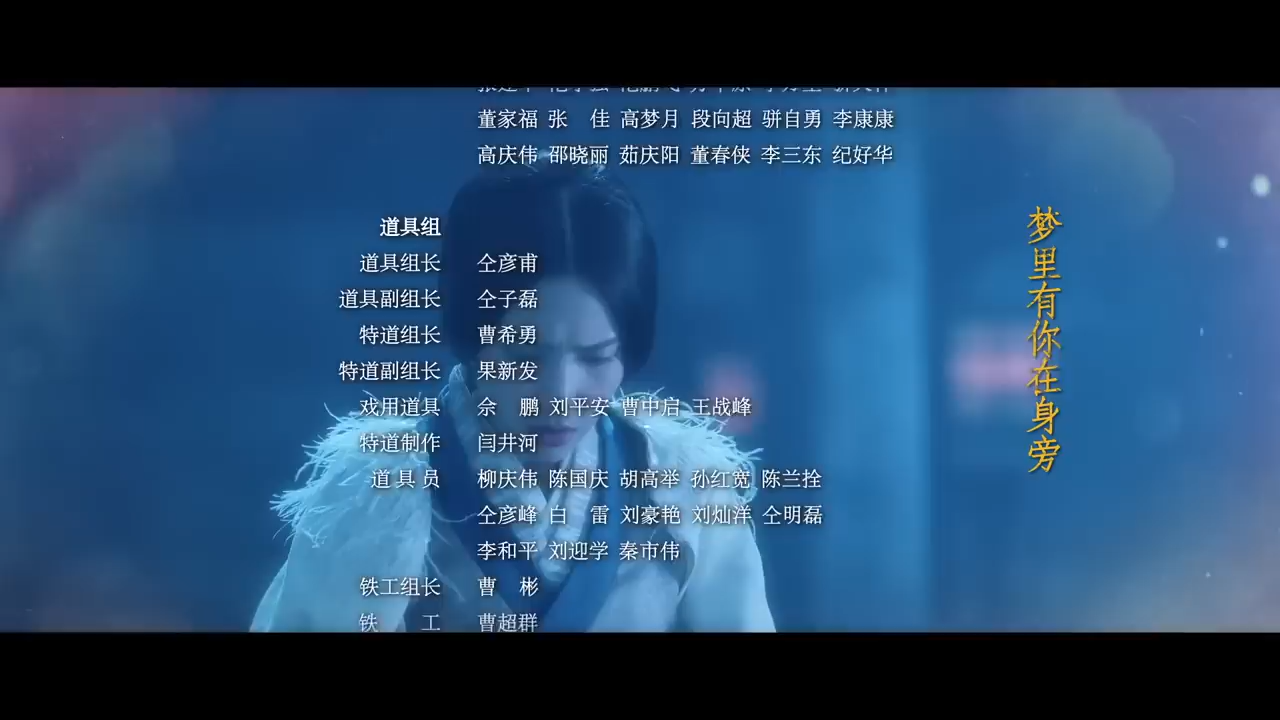 董家福 张 佳 高梦月 段向超 骈自勇 李康康
高庆伟 邵晓丽 茹庆阳 董春侠 李三东 纪好华
道具组
道具组长 仝彦甫
道具副组长 仝子磊
特道组长 曹希勇
特道副组长 果新发
戏用道具 佘 鹏 刘平安 曹中启 王战峰
特道制作 闫井河
道 具 员 柳庆伟 陈国庆 胡高举 孙红宽 陈兰拴
仝彦峰 白 雷 刘豪艳 刘灿洋 仝明磊
李和平 刘迎学 秦市伟
铁工组长 曹 彬
铁 工 曹超群
梦里有你在身旁